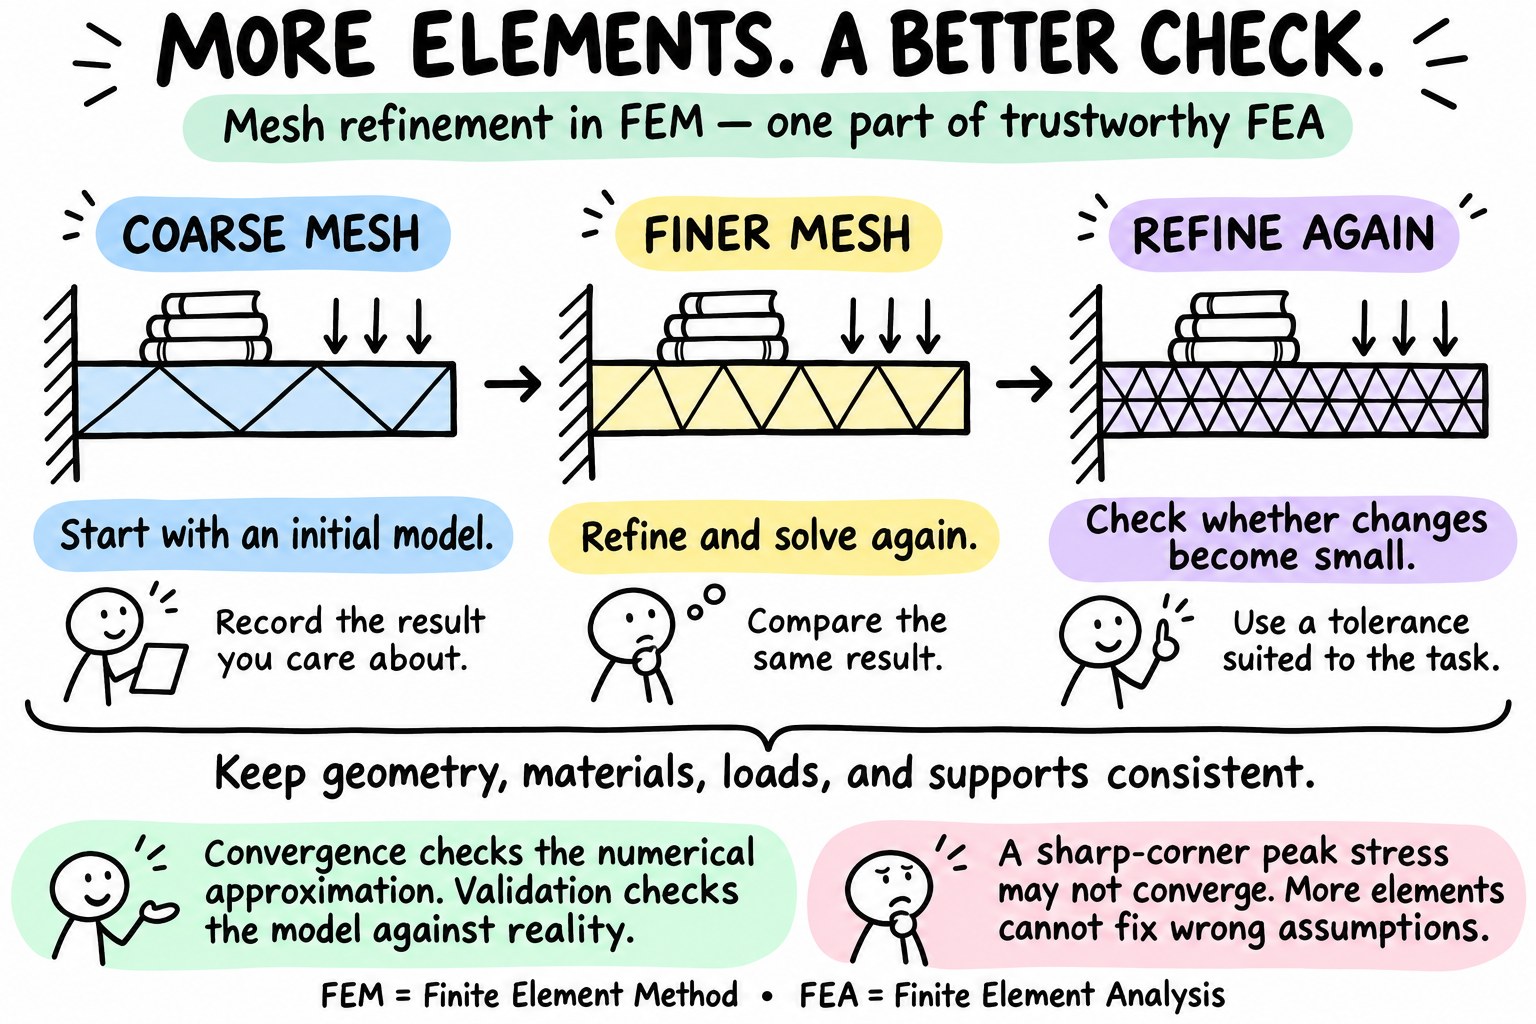 MORE ELEMENTS. A BETTER CHECK.
Mesh refinement in FEM — one part of trustworthy FEA
COARSE MESH
FINER MESH
REFINE AGAIN
Start with an initial model.
Refine and solve again.
Check whether changes
become small.
Record the result
you care about.
Compare the
same result.
Use a tolerance
suited to the task.
Keep geometry, materials, loads, and supports consistent.
Convergence checks the numerical
approximation. Validation checks
the model against reality.
A sharp-corner peak stress
may not converge. More elements
cannot fix wrong assumptions.
FEM = Finite Element Method • FEA = Finite Element Analysis